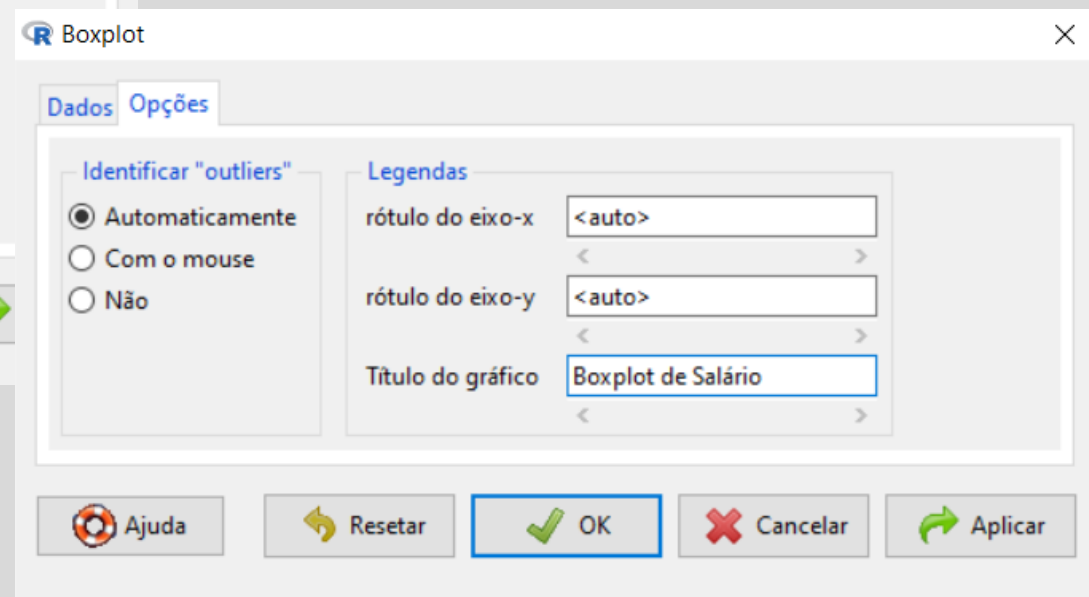 Boxplot
Dados Opções
Identificar "outliers"
Automaticamente
Com o mouse
Não
Legendas
rótulo do eixo-x <auto>
rótulo do eixo-y <auto>
Título do gráfico Boxplot de Salário
Ajuda Resetar OK Cancelar Aplicar